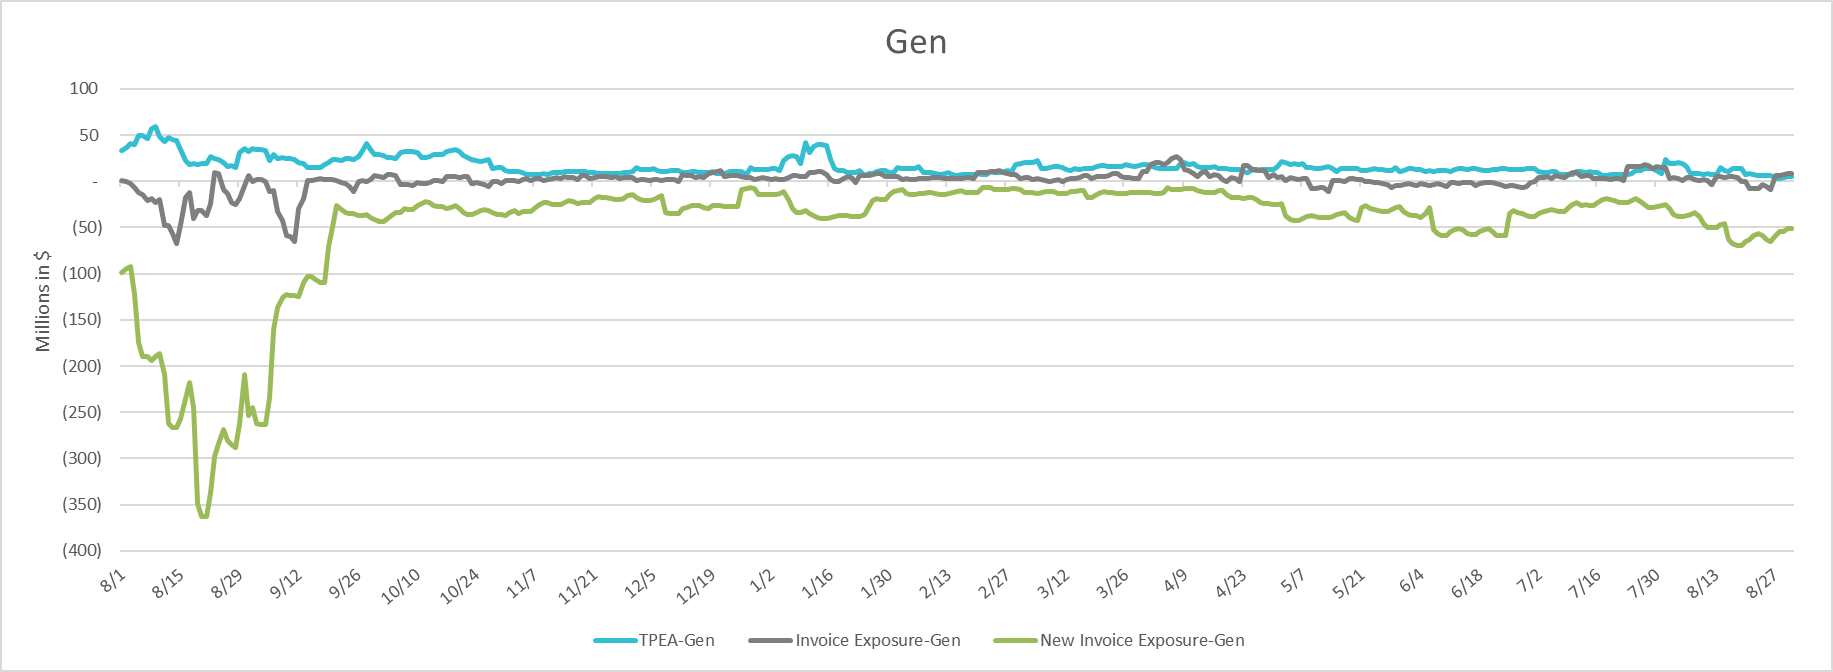 Gen
100
50
-
(50)
(100)
(150)
(200)
(250)
(300)
(350)
(400)
Millions in $
8/1 8/15 8/29 9/12 9/26 10/10 10/24 11/7 11/21 12/5 12/19 1/2 1/16 1/30 2/13 2/27 3/12 3/26 4/9 4/23 5/7 5/21 6/4 6/18 7/2 7/16 7/30 8/13 8/27
TPEA-Gen Invoice Exposure-Gen New Invoice Exposure-Gen